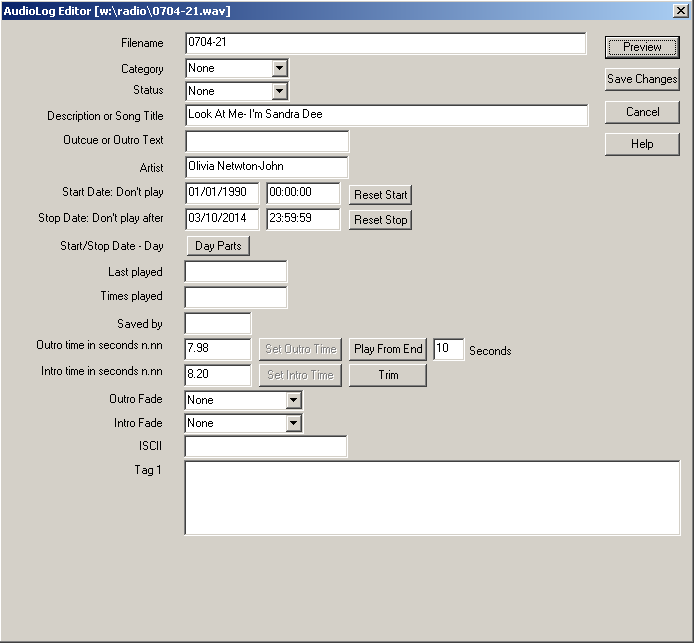 AudioLog Editor [w:\radio\0704-21.wav]
Filename 0704-21 Preview
Category None
Status None Save Changes
Description or Song Title Look At Me- I'm Sandra Dee Cancel
Outcue or Outro Text Help
Artist Olivia Netwton-John
Start Date: Don't play 01/01/1990 00:00:00 Reset Start
Stop Date: Don't play after 03/10/2014 23:59:59 Reset Stop
Start/Stop Date - Day Day Parts
Last played
Times played
Saved by
Outro time in seconds n.nn 7.98 Set Outro Time Play From End 10 Seconds
Intro time in seconds n.nn 8.20 Set Intro Time Trim
Outro Fade None
Intro Fade None
ISCII
Tag 1